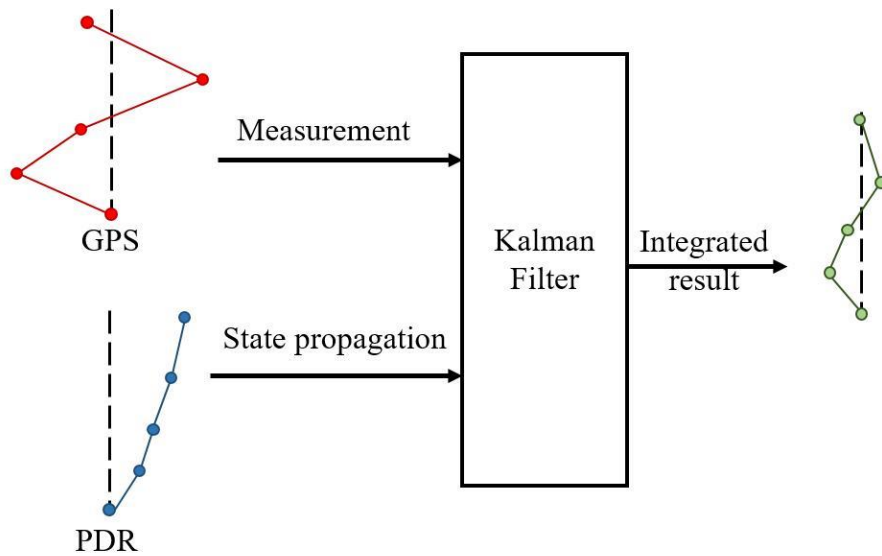 Measurement
GPS
Kalman
Filter
Integrated
result
State propagation
PDR